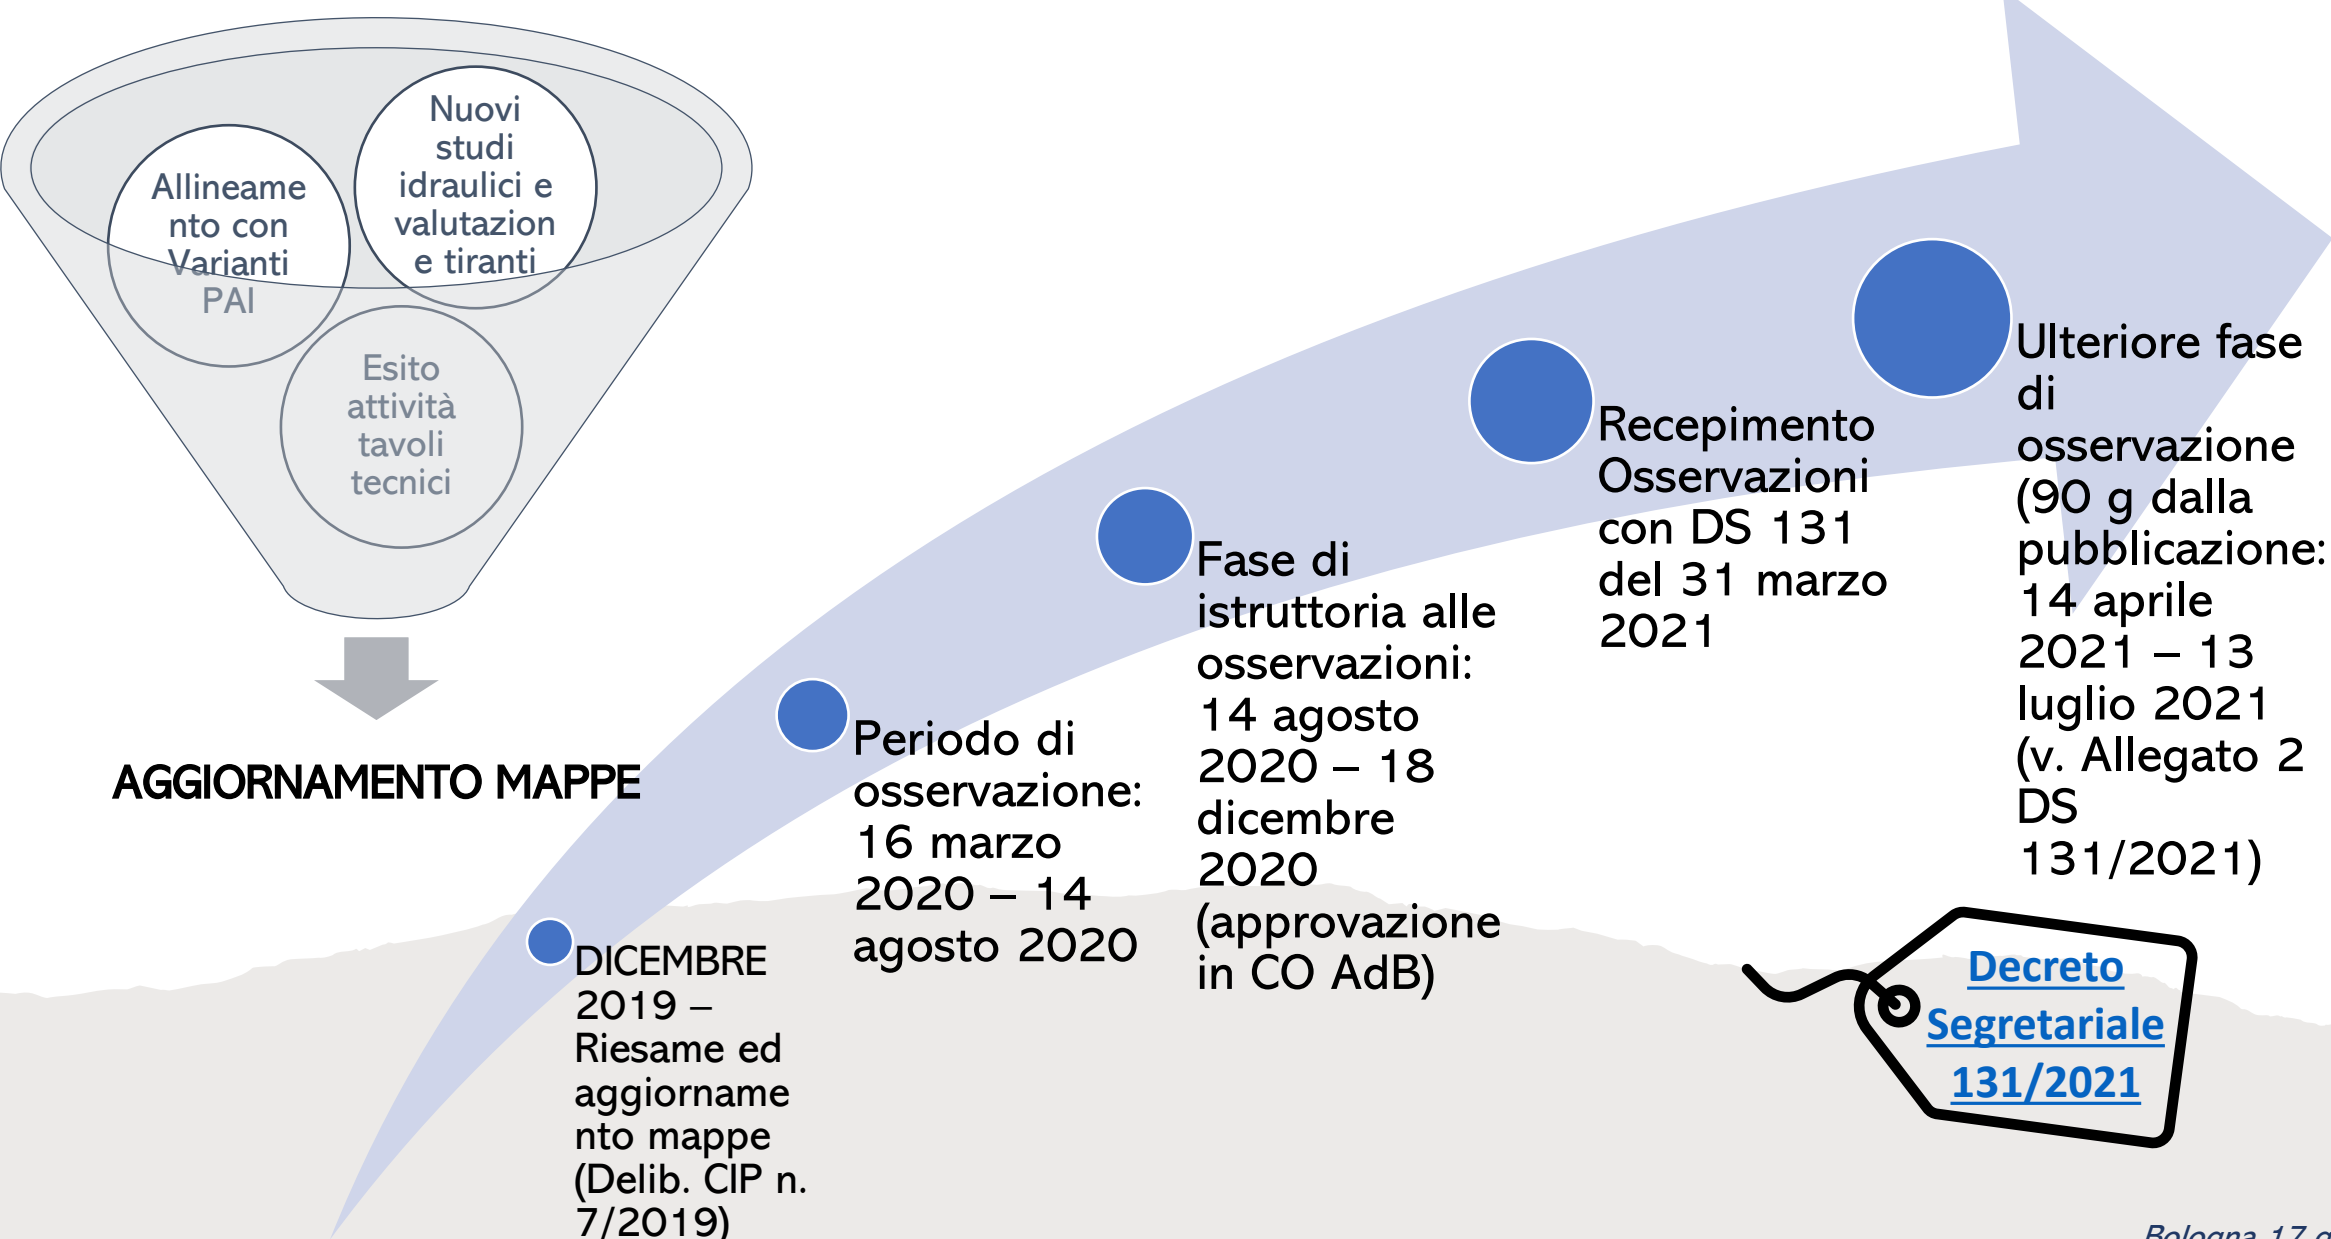 Nuovi
studi
idraulici e
valutazion
e tiranti
Allineame
nto con
Varianti
PAI
Esito
attività
tavoli
tecnici
AGGIORNAMENTO MAPPE
DICEMBRE
2019 –
Riesame ed
aggiorname
nto mappe
(Delib. CIP n.
7/2019)
Periodo di
osservazione:
16 marzo
2020 – 14
agosto 2020
Fase di
istruttoria alle
osservazioni:
14 agosto
2020 – 18
dicembre
2020
(approvazione
in CO AdB)
Recepimento
Osservazioni
con DS 131
del 31 marzo
2021
Ulteriore fase
di
osservazione
(90 g dalla
pubblicazione:
14 aprile
2021 – 13
luglio 2021
(v. Allegato 2
DS
131/2021)
Decreto
Segretariale
131/2021
Bologna 17